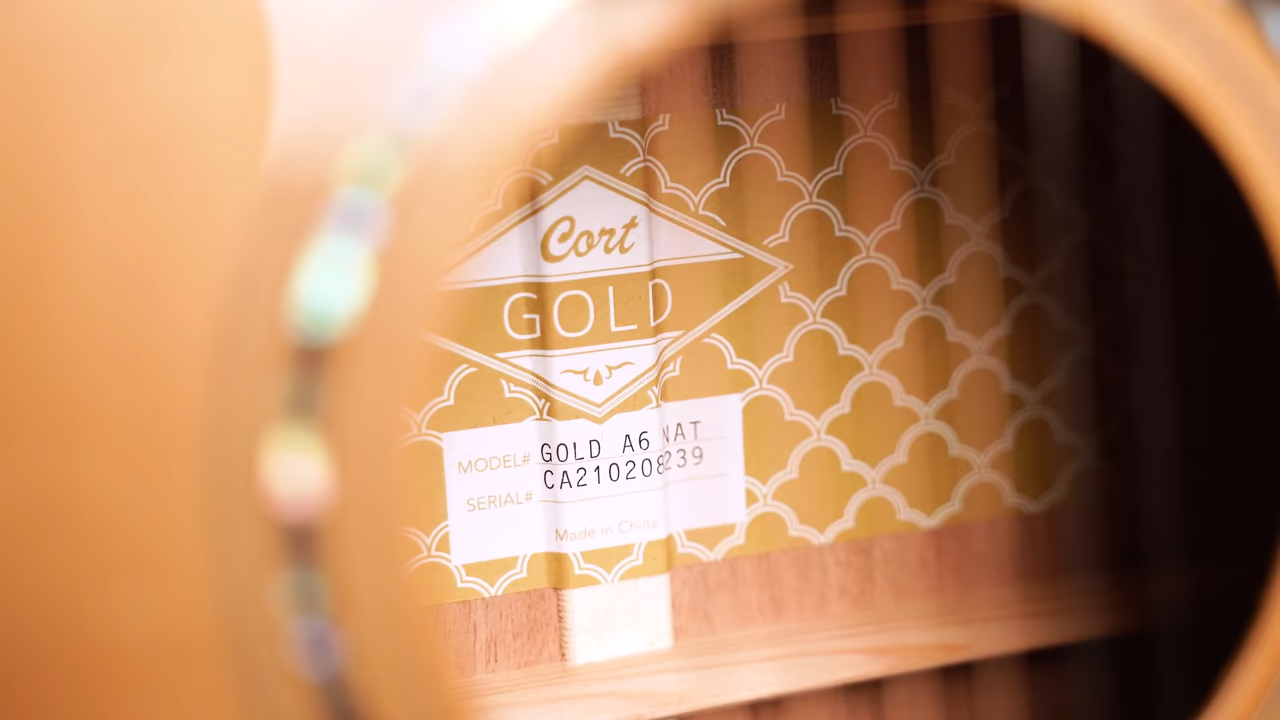 Cort
GOLD
MODEL# GOLD A6 NAT
SERIAL# CA210208239
Made in China